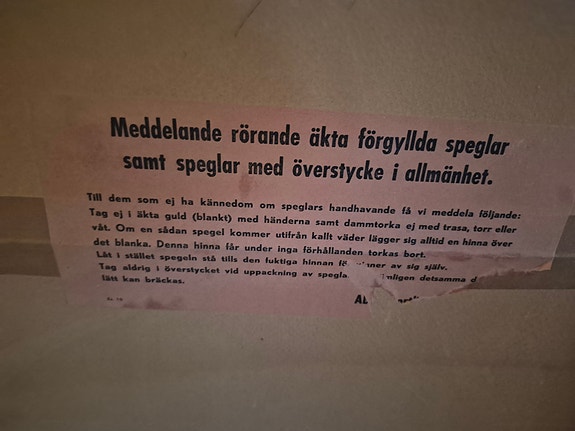 Meddelande rörande äkta förgyllda speglar
samt speglar med överstycke i allmänhet.
Till dem som ej ha kännedom om speglars handhavande få vi meddela följande:
Tag ej i äkta guld (blankt) med händerna samt dammtorka ej med trasa, torr eller
våt. Om en sådan spegel kommer utifrån kallt väder lägger sig alltid en hinna över
det blanka. Denna hinna får under inga förhållanden torkas bort.
Låt i stället spegeln stå tills den fuktiga hinnan av sig själv.
Tag aldrig i överstycket vid uppackning av detsamma
lätt kan bräckas.